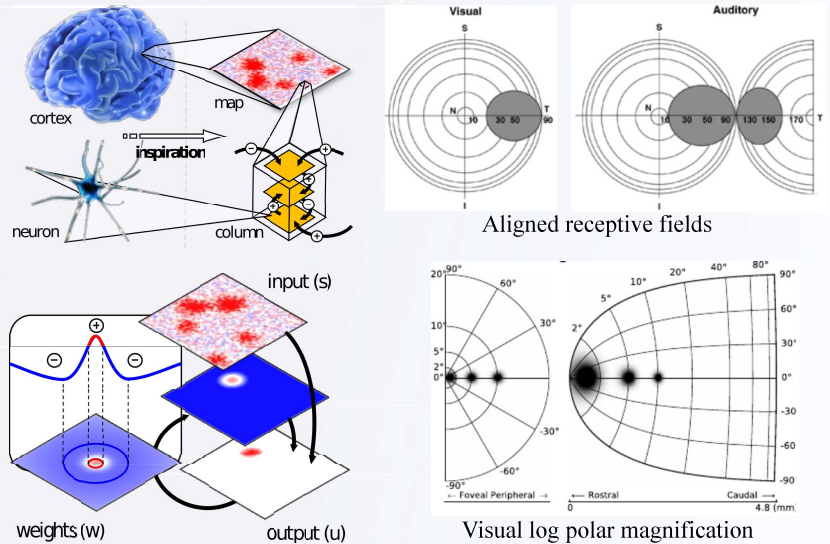 cortex
map
inspiration
neuron
column
−
+
+
+
−
+
Visual
S
N
10
30 50
T
90
I
Auditory
S
N
10
30
50
90
130 150
170
T
I
Aligned receptive fields
input (s)
+
−
−
weights (w)
output (u)
20°
90°
60°
30°
10°
5°
2°
0°
-30°
-60°
-90°
← Foveal Peripheral →
2°
5°
10°
20°
40°
80°
90°
60°
30°
0°
-30
-60
-90
← Rostral
Caudal →
0
4.8 (mm)
Visual log polar magnification